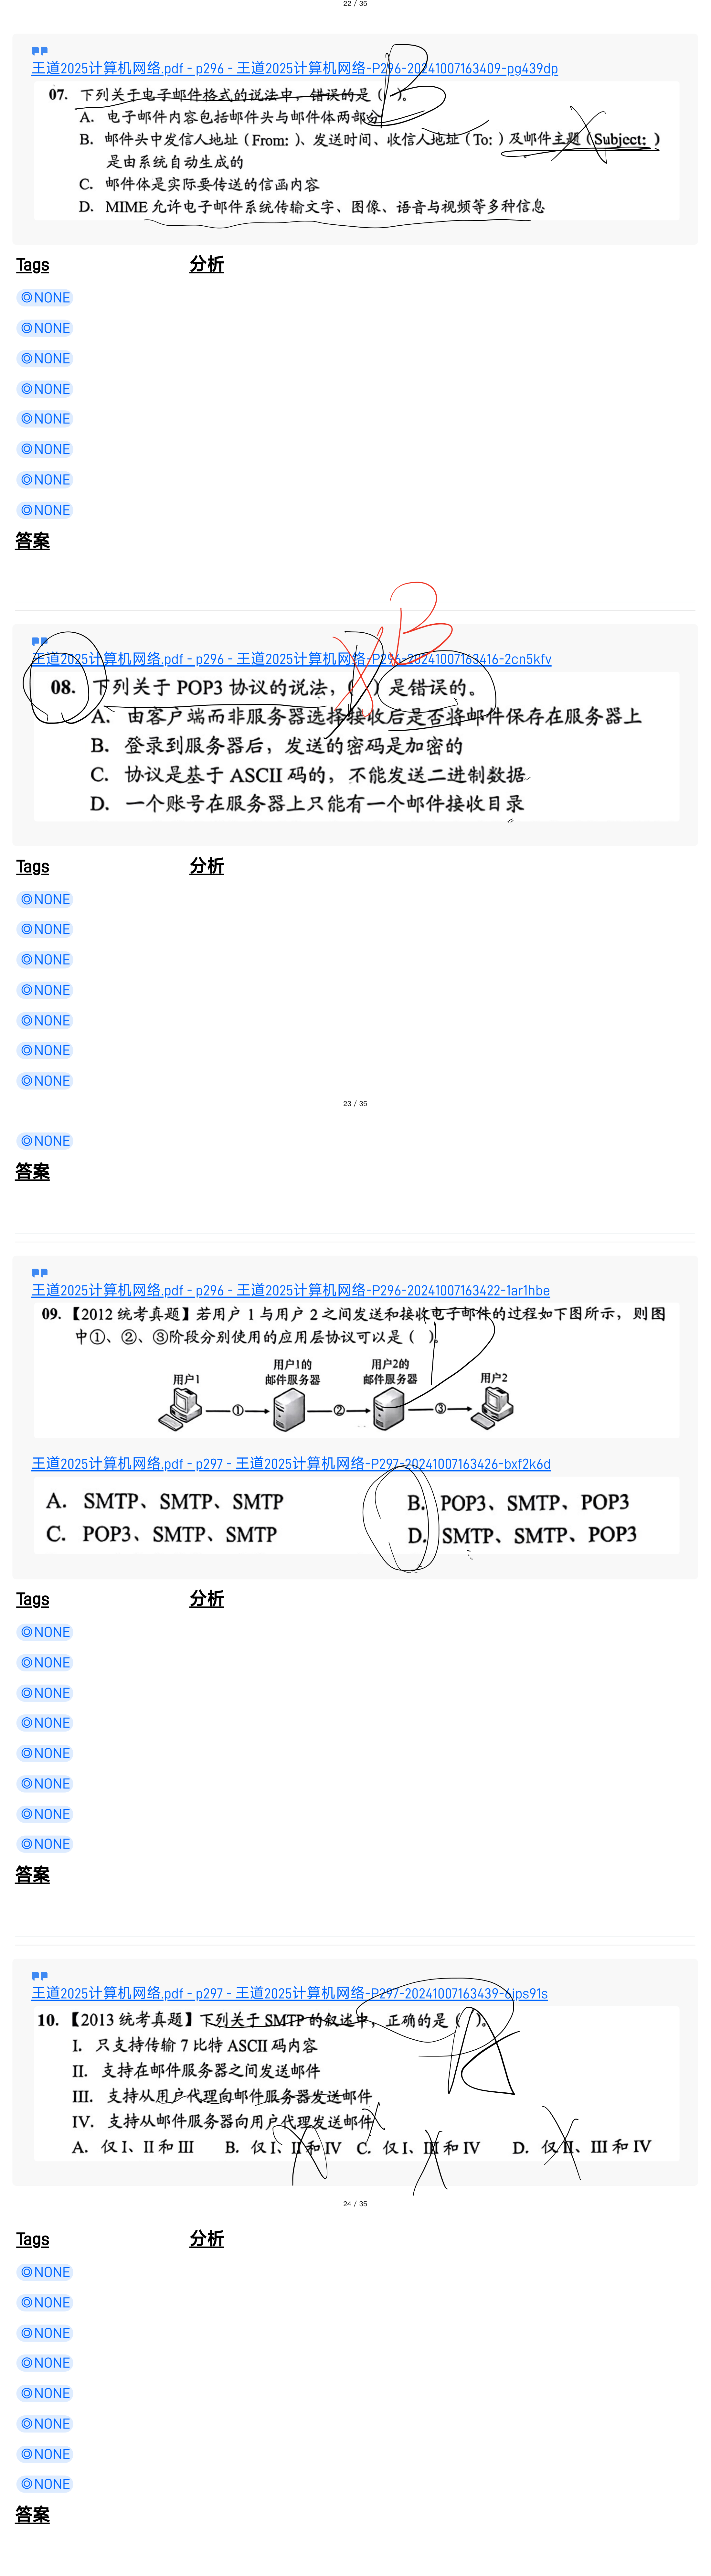 22 / 35
王道2025计算机网络.pdf - p296 - 王道2025计算机网络-P296-20241007163409-pg439dp
07. 下列关于电子邮件格式的说法中，错误的是（ ）。
B
A. 电子邮件内容包括邮件头与邮件体两部分
B. 邮件头中发信人地址（From: ）、发送时间、收信人地址（To: ）及邮件主题（Subject: ）
是由系统自动生成的
C. 邮件体是实际要传送的信函内容
D. MIME 允许电子邮件系统传输文字、图像、语音与视频等多种信息
Tags 分析
◎NONE
◎NONE
◎NONE
◎NONE
◎NONE
◎NONE
◎NONE
◎NONE
答案
B
王道2025计算机网络.pdf - p296 - 王道2025计算机网络-P296-20241007163416-2cn5kfv
08. 下列关于 POP3 协议的说法，（ ）是错误的。
D
A. 由客户端而非服务器选择接收后是否将邮件保存在服务器上
B. 登录到服务器后，发送的密码是加密的
C. 协议是基于 ASCII 码的，不能发送二进制数据
D. 一个账号在服务器上只能有一个邮件接收目录
Tags 分析
◎NONE
◎NONE
◎NONE
◎NONE
◎NONE
◎NONE
◎NONE
23 / 35
◎NONE
答案
王道2025计算机网络.pdf - p296 - 王道2025计算机网络-P296-20241007163422-1ar1hbe
09. 【2012 统考真题】若用户 1 与用户 2 之间发送和接收电子邮件的过程如下图所示，则图
中①、②、③阶段分别使用的应用层协议可以是（ ）。
D
用户1 用户1的 用户2的 用户2
邮件服务器 邮件服务器
① ② ③
王道2025计算机网络.pdf - p297 - 王道2025计算机网络-P297-20241007163426-bxf2k6d
A. SMTP、SMTP、SMTP B. POP3、SMTP、POP3
C. POP3、SMTP、SMTP D. SMTP、SMTP、POP3
Tags 分析
◎NONE
◎NONE
◎NONE
◎NONE
◎NONE
◎NONE
◎NONE
◎NONE
答案
王道2025计算机网络.pdf - p297 - 王道2025计算机网络-P297-20241007163439-6jps91s
10. 【2013 统考真题】下列关于 SMTP 的叙述中，正确的是（ ）。
A
I. 只支持传输 7 比特 ASCII 码内容
II. 支持在邮件服务器之间发送邮件
III. 支持从用户代理向邮件服务器发送邮件
IV. 支持从邮件服务器向用户代理发送邮件
A. 仅 I、II 和 III B. 仅 I、II 和 IV C. 仅 I、III 和 IV D. 仅 II、III 和 IV
24 / 35
Tags 分析
◎NONE
◎NONE
◎NONE
◎NONE
◎NONE
◎NONE
◎NONE
◎NONE
答案